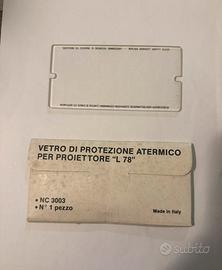 VETRO DI PROTEZIONE ATERMICO
PER PROIETTORE "L 78"
• NC 3003
• N° 1 pezzo
Made in Italy
Subito